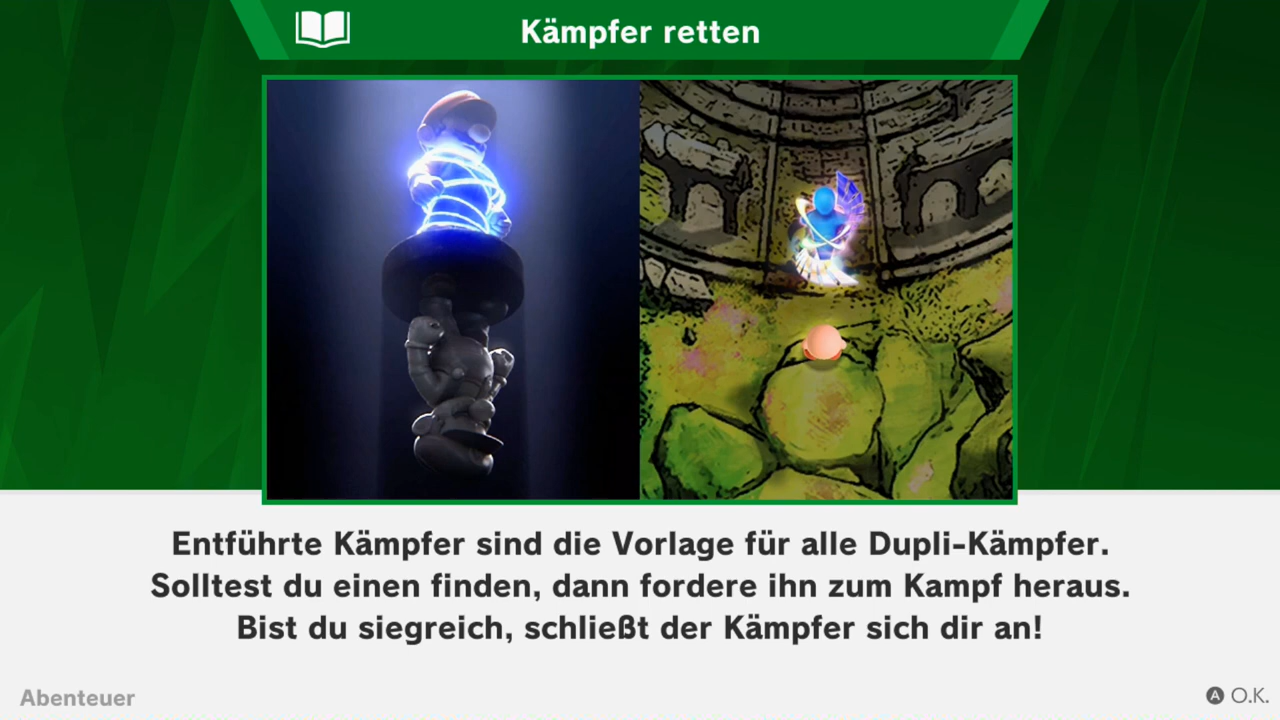 Kämpfer retten
Entführte Kämpfer sind die Vorlage für alle Dupli-Kämpfer.
Solltest du einen finden, dann fordere ihn zum Kampf heraus.
Bist du siegreich, schließt der Kämpfer sich dir an!
Abenteuer
A O.K.